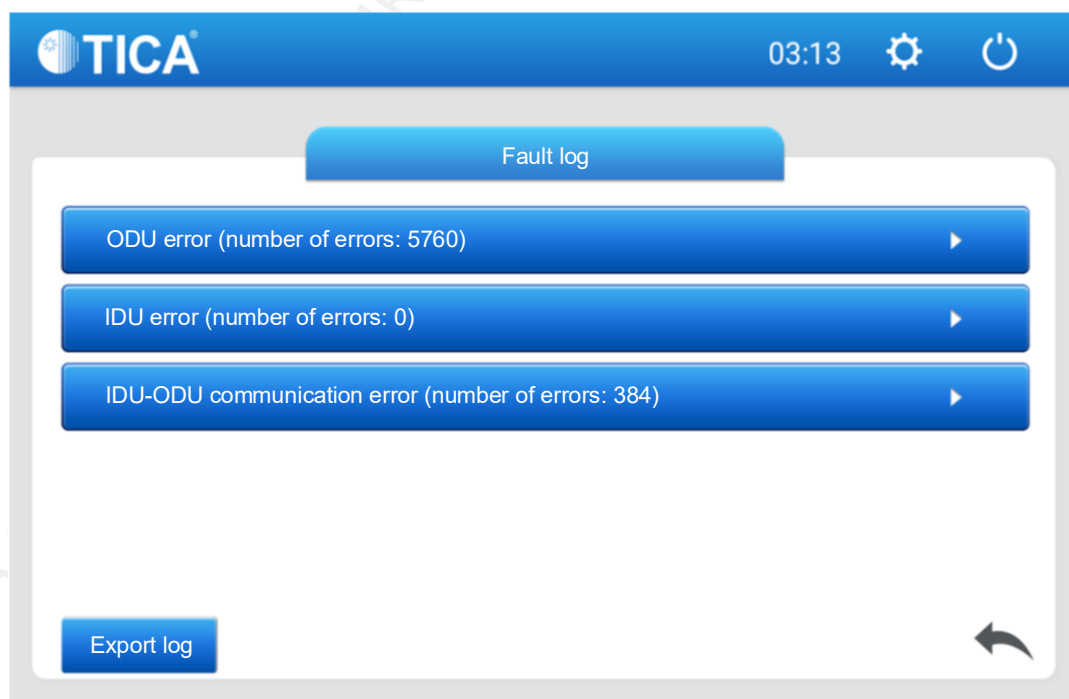 TICA®
03:13
Fault log
ODU error (number of errors: 5760)
IDU error (number of errors: 0)
IDU-ODU communication error (number of errors: 384)
Export log